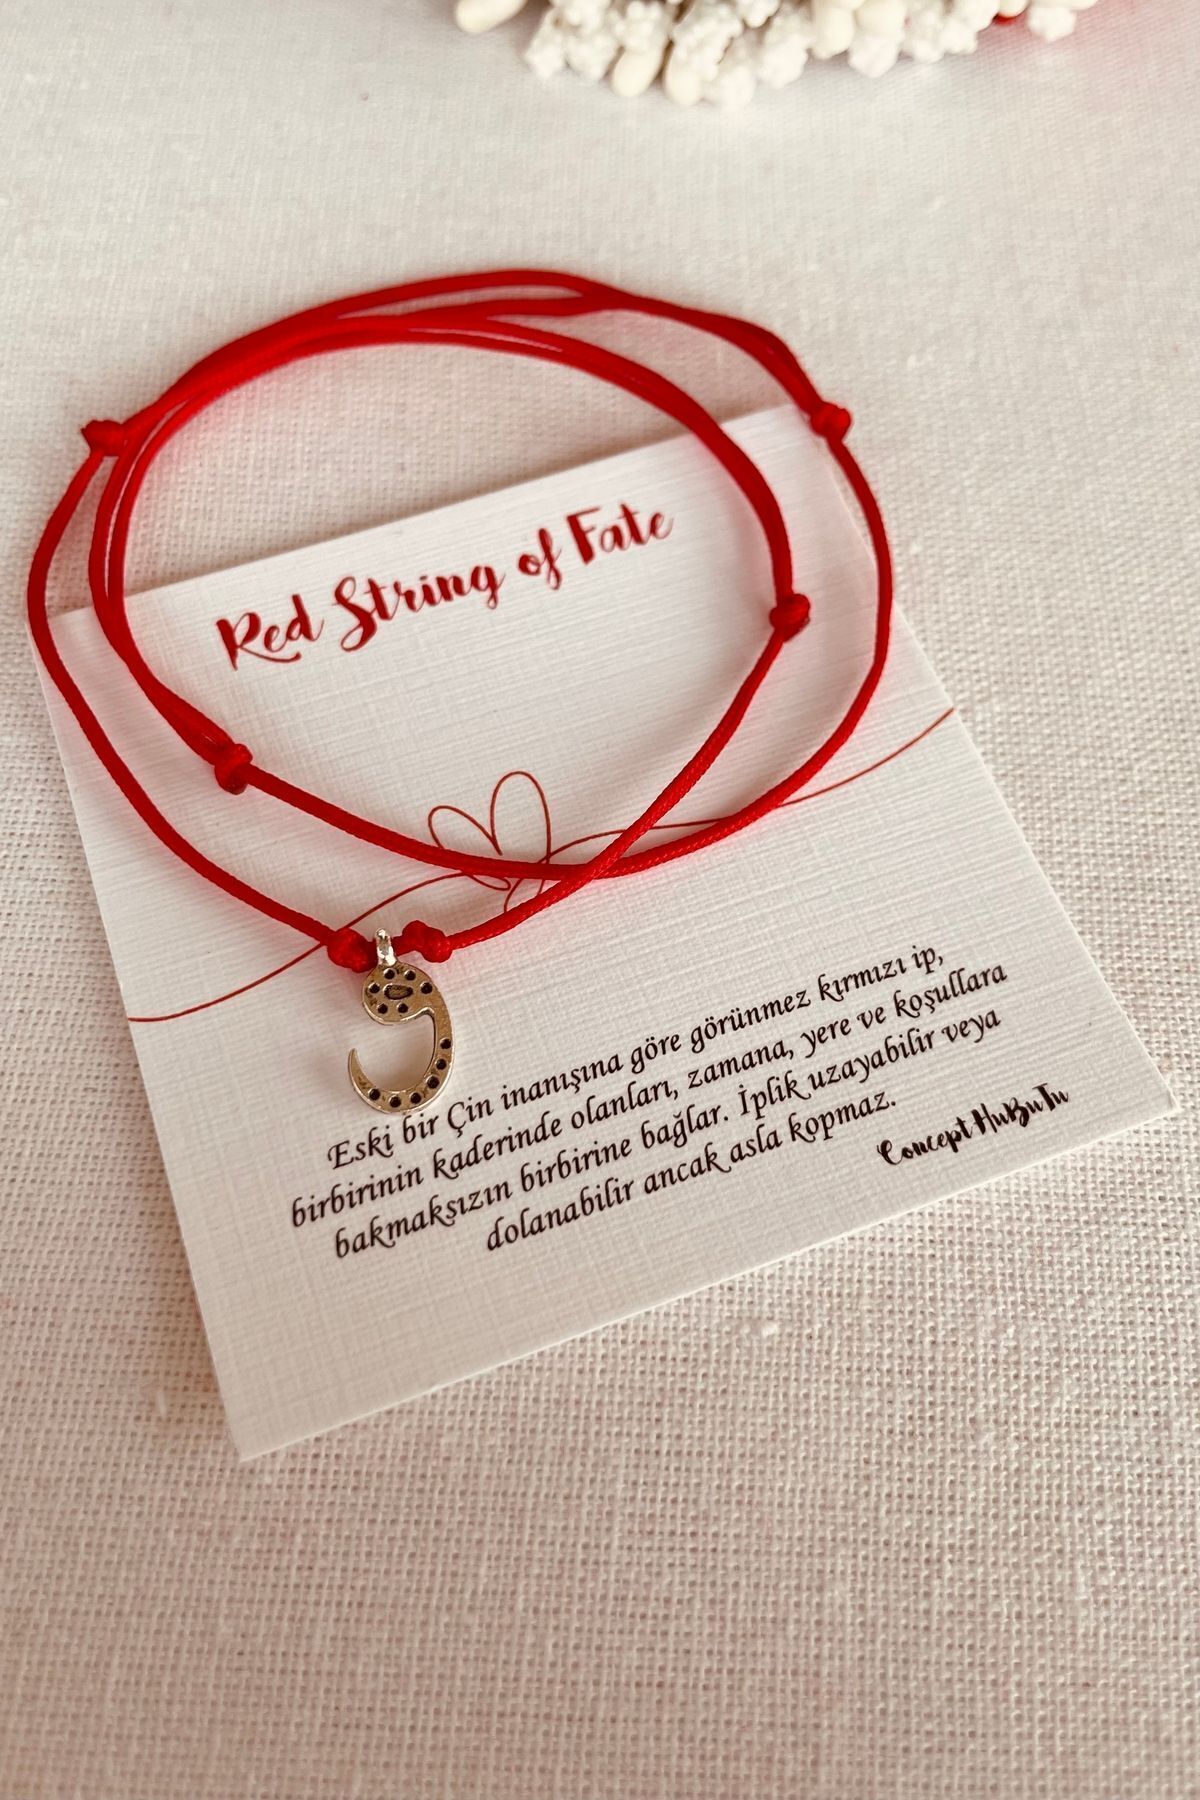 Red String of Fate
Eski bir Çin inanışına göre görünmez kırmızı ip,
birbirinin kaderinde olanları, zamana, yere ve koşullara
bakmaksızın birbirine bağlar. İplik uzayabilir veya
dolanabilir ancak asla kopmaz.
Concept HuBuTu